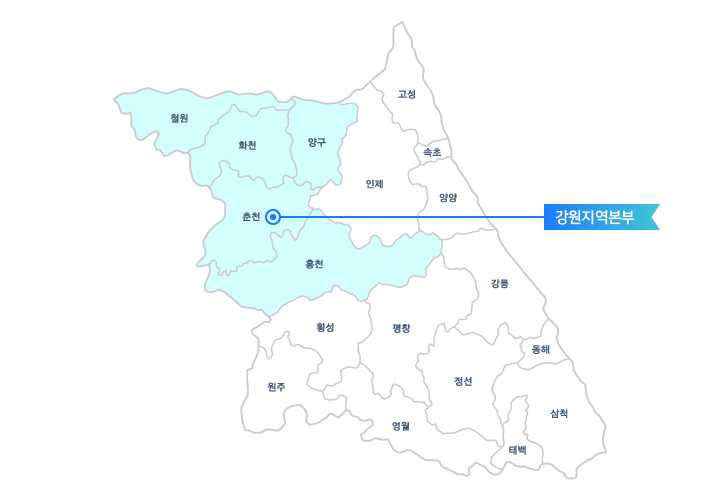 고성
철원
화천
양구
속초
인제
양양
춘천
강원지역본부
홍천
강릉
횡성
평창
동해
원주
정선
삼척
영월
태백